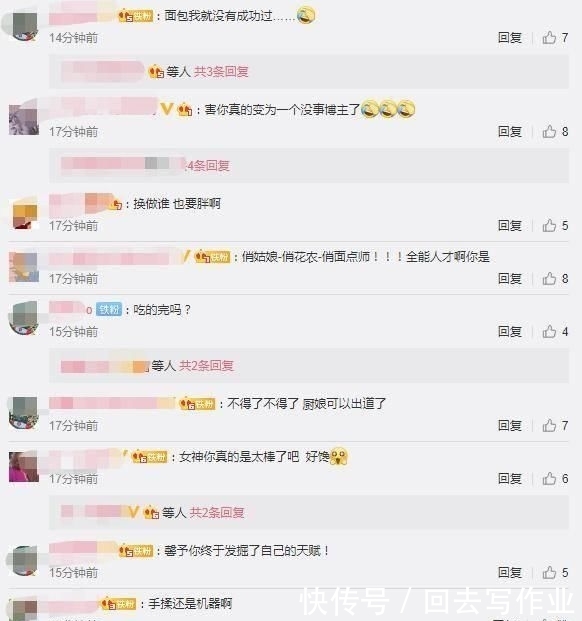 铁粉：面包我就没有成功过……
14分钟前 回复 7
等人 共3条回复
：害你真的变为一个没事博主了
17分钟前 回复 8
4条回复
：换做谁 也要胖啊
17分钟前 回复 5
铁粉：俏姑娘-俏花农-俏面点师！！！全能人才啊你是
17分钟前 回复 8
o 铁粉：吃的完吗？
15分钟前 回复 4
等人 共2条回复
铁粉：不得了不得了 厨娘可以出道了
17分钟前 回复 7
铁粉：女神你真的是太棒了吧 好馋
17分钟前 回复 6
等人 共2条回复
铁粉：馨予你终于发掘了自己的天赋！
15分钟前 回复 5
铁粉：手揉还是机器啊
快传号 / 回去写作业